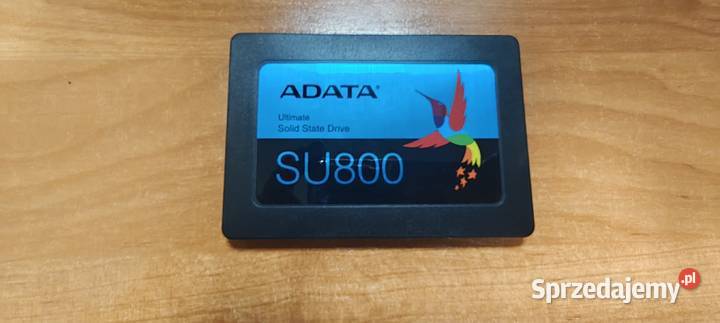 ADATA®
Ultimate
Solid State Drive
SU800
Sprzedajemy.pl